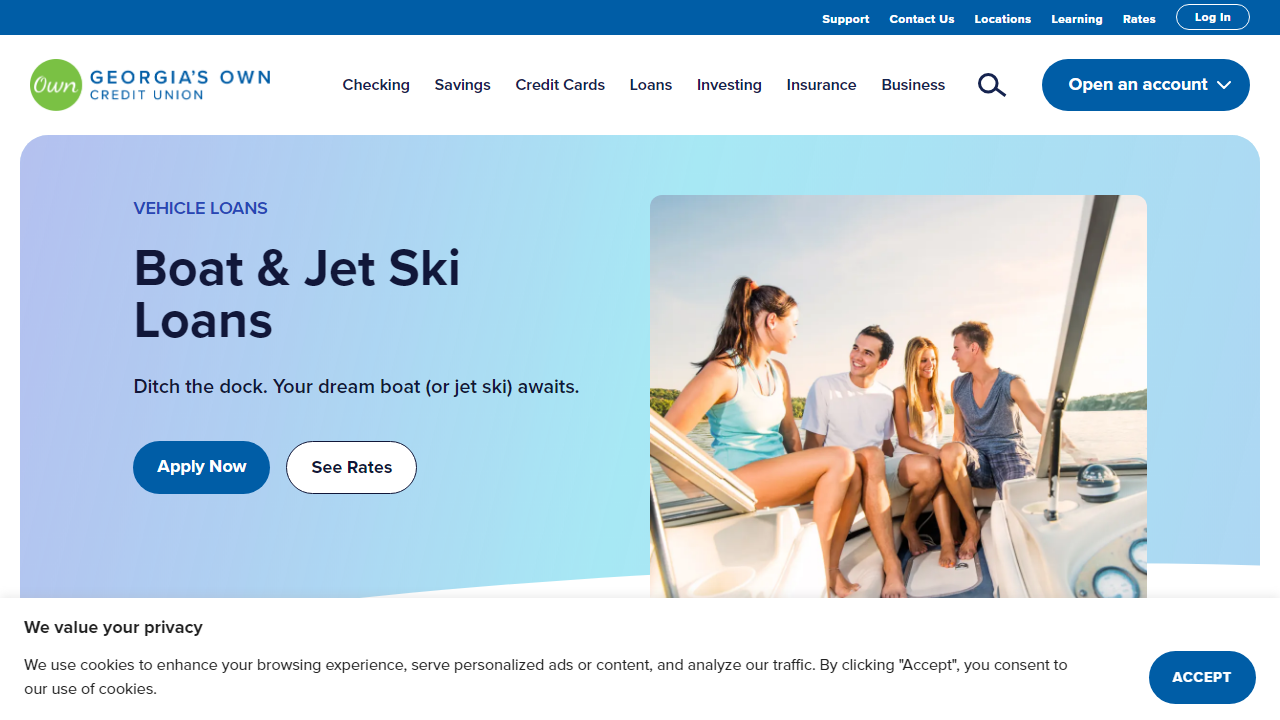 Support Contact Us Locations Learning Rates Log In
Own GEORGIA'S OWN
CREDIT UNION
Checking Savings Credit Cards Loans Investing Insurance Business Open an account
VEHICLE LOANS
Boat & Jet Ski
Loans
Ditch the dock. Your dream boat (or jet ski) awaits.
Apply Now See Rates
We value your privacy
We use cookies to enhance your browsing experience, serve personalized ads or content, and analyze our traffic. By clicking "Accept", you consent to
our use of cookies.
ACCEPT